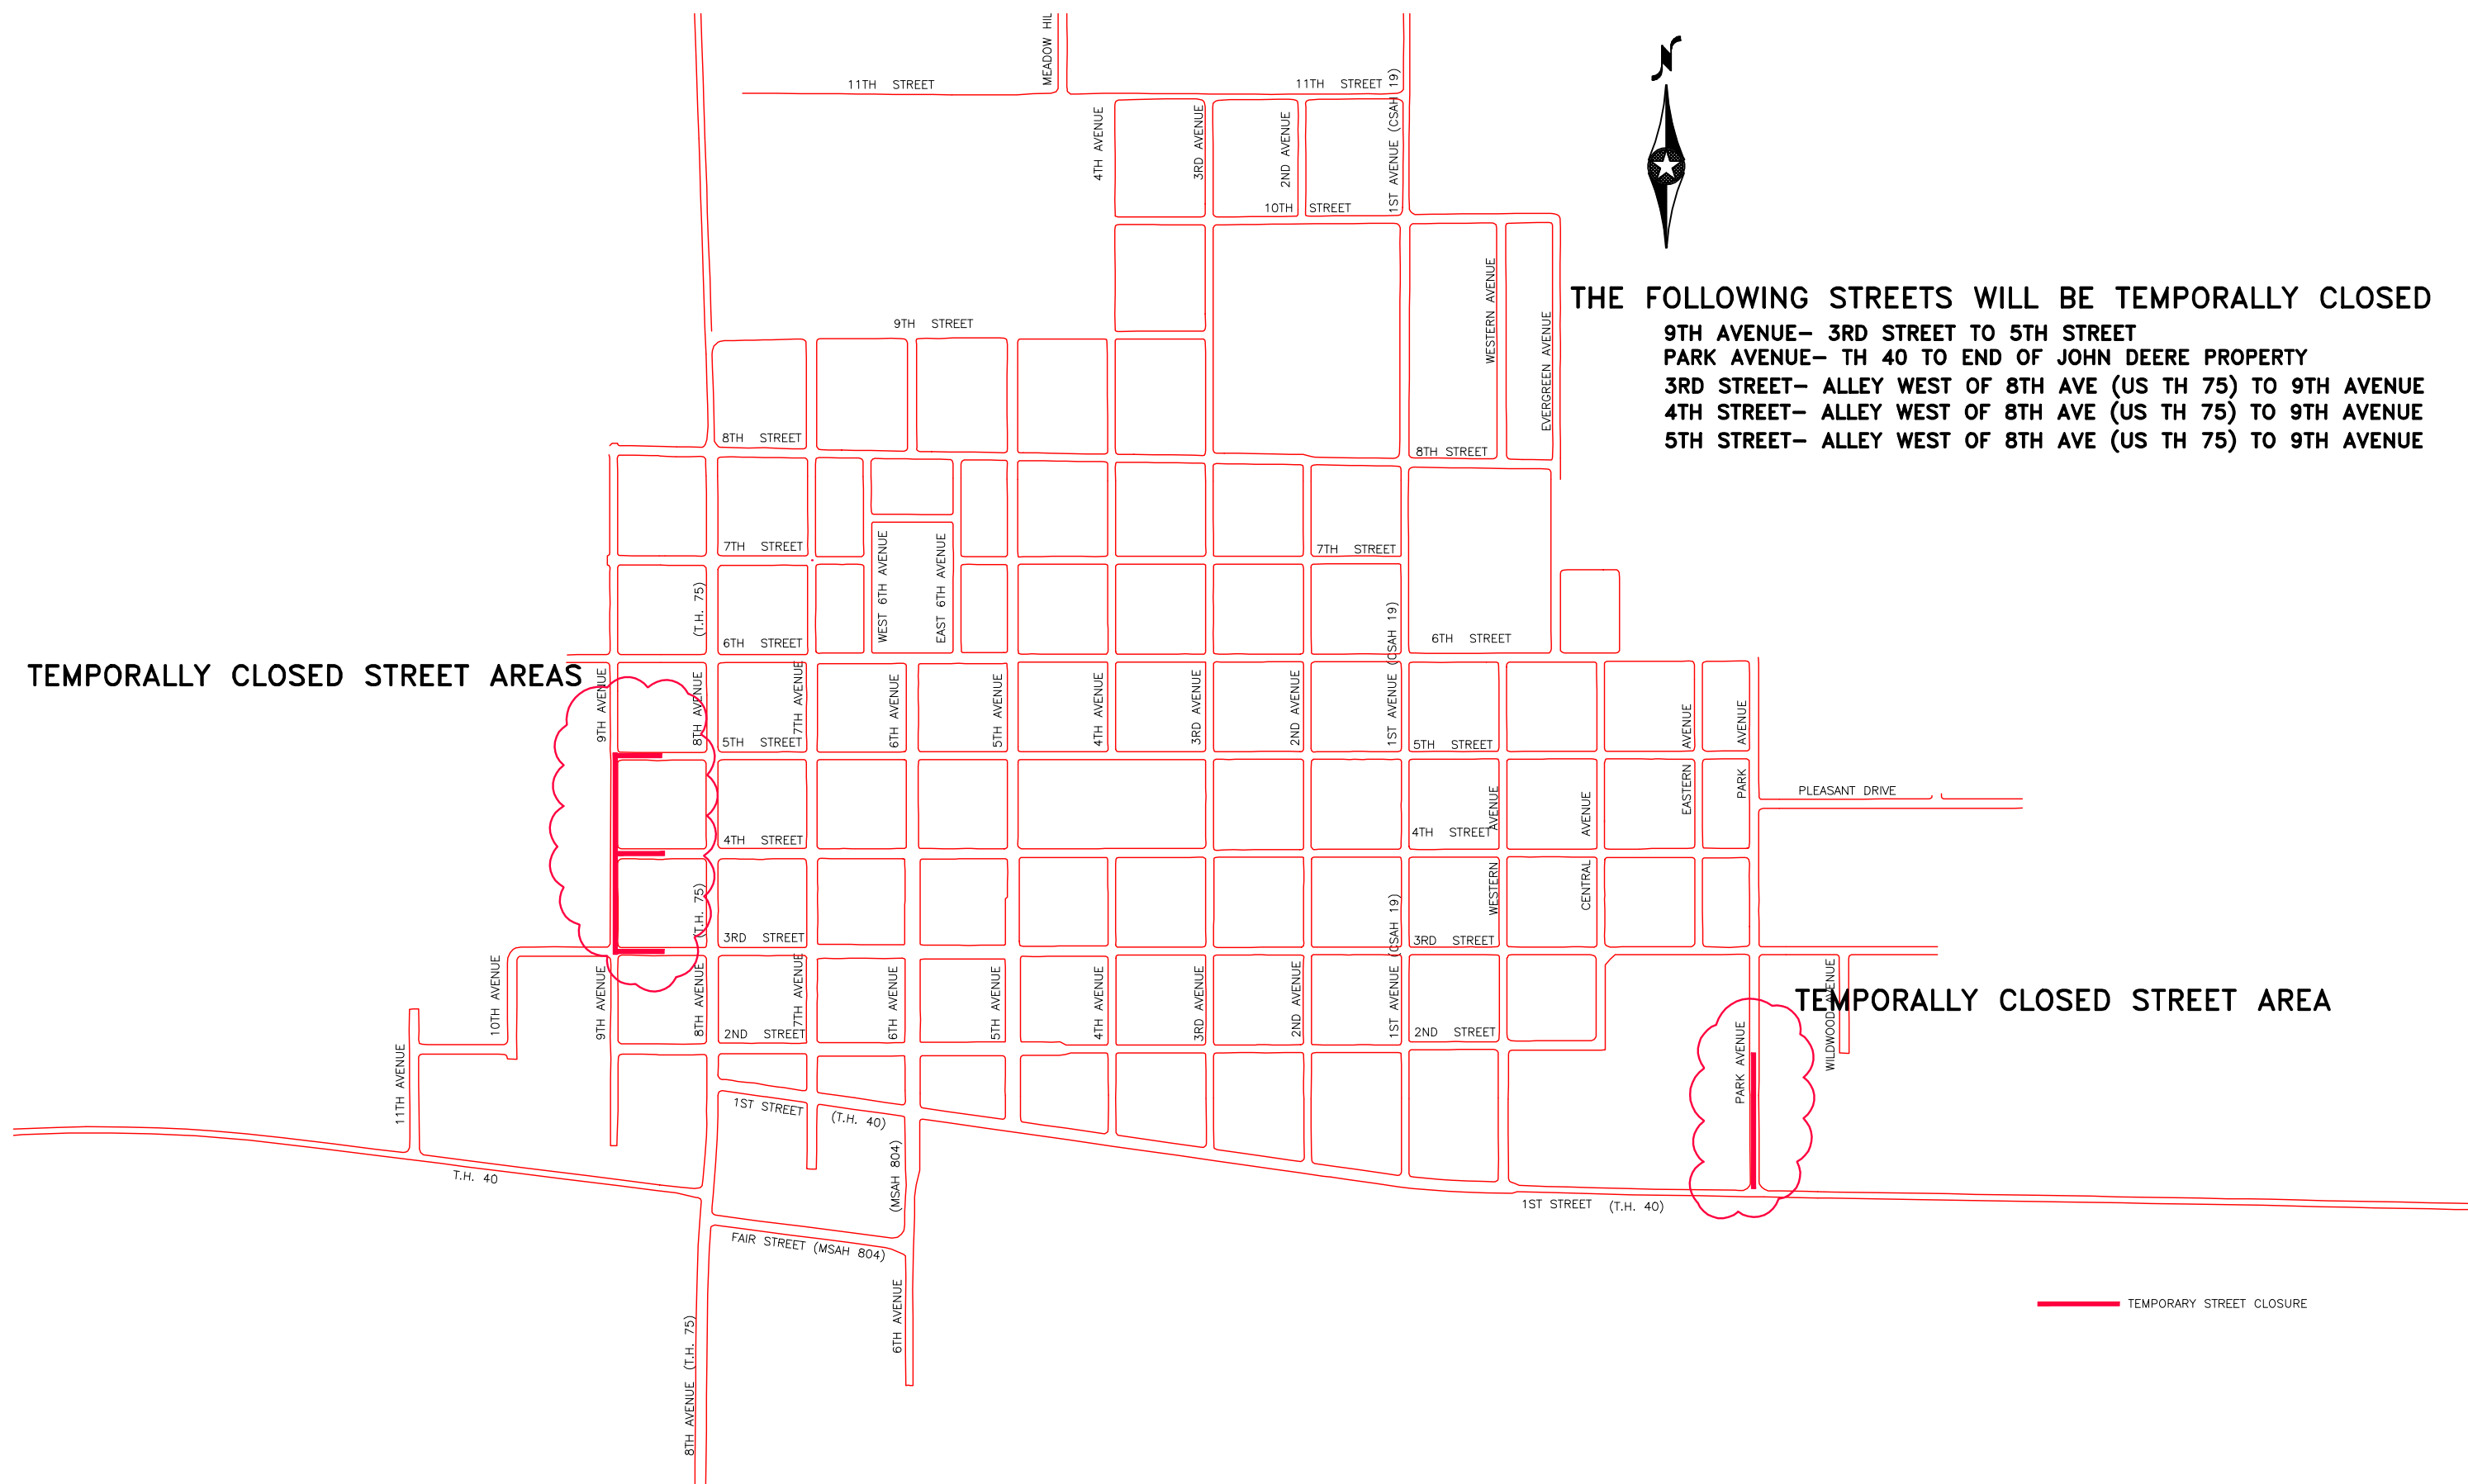 MEADOW HIL
11TH STREET
11TH STREET
1ST AVENUE (CSAH 19)
4TH AVENUE
3RD AVENUE
2ND AVENUE
10TH STREET
N
WESTERN AVENUE
EVERGREEN AVENUE
THE FOLLOWING STREETS WILL BE TEMPORALLY CLOSED
9TH AVENUE- 3RD STREET TO 5TH STREET
PARK AVENUE- TH 40 TO END OF JOHN DEERE PROPERTY
3RD STREET- ALLEY WEST OF 8TH AVE (US TH 75) TO 9TH AVENUE
4TH STREET- ALLEY WEST OF 8TH AVE (US TH 75) TO 9TH AVENUE
5TH STREET- ALLEY WEST OF 8TH AVE (US TH 75) TO 9TH AVENUE
9TH STREET
8TH STREET
8TH STREET
7TH STREET
7TH STREET
WEST 6TH AVENUE
EAST 6TH AVENUE
(T.H. 75)
6TH STREET
1ST AVENUE (CSAH 19)
6TH STREET
TEMPORALLY CLOSED STREET AREAS
9TH AVENUE
8TH AVENUE
7TH AVENUE
6TH AVENUE
5TH AVENUE
4TH AVENUE
3RD AVENUE
2ND AVENUE
5TH STREET
5TH STREET
EASTERN AVENUE
PARK AVENUE
PLEASANT DRIVE
4TH STREET
4TH STREET
WESTERN AVENUE
CENTRAL AVENUE
(T.H. 75)
3RD STREET
1ST AVENUE (CSAH 19)
3RD STREET
11TH AVENUE
10TH AVENUE
9TH AVENUE
8TH AVENUE
7TH AVENUE
6TH AVENUE
5TH AVENUE
4TH AVENUE
3RD AVENUE
2ND AVENUE
2ND STREET
2ND STREET
WILDWOOD AVENUE
TEMPORALLY CLOSED STREET AREA
PARK AVENUE
1ST STREET (T.H. 40)
(MSAH 804)
T.H. 40
1ST STREET (T.H. 40)
FAIR STREET (MSAH 804)
6TH AVENUE
8TH AVENUE (T.H. 75)
TEMPORARY STREET CLOSURE